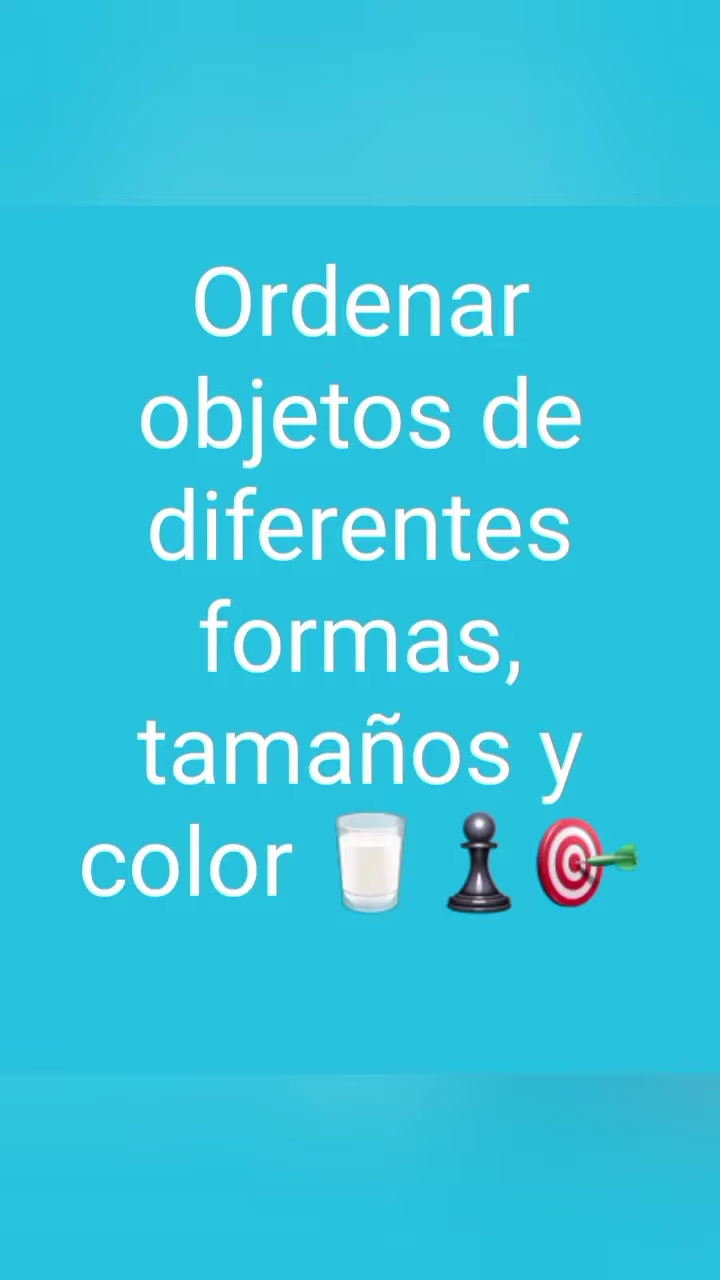 Ordenar
objetos de
diferentes
formas,
tamaños y
color 🥛 ♟️ 🎯